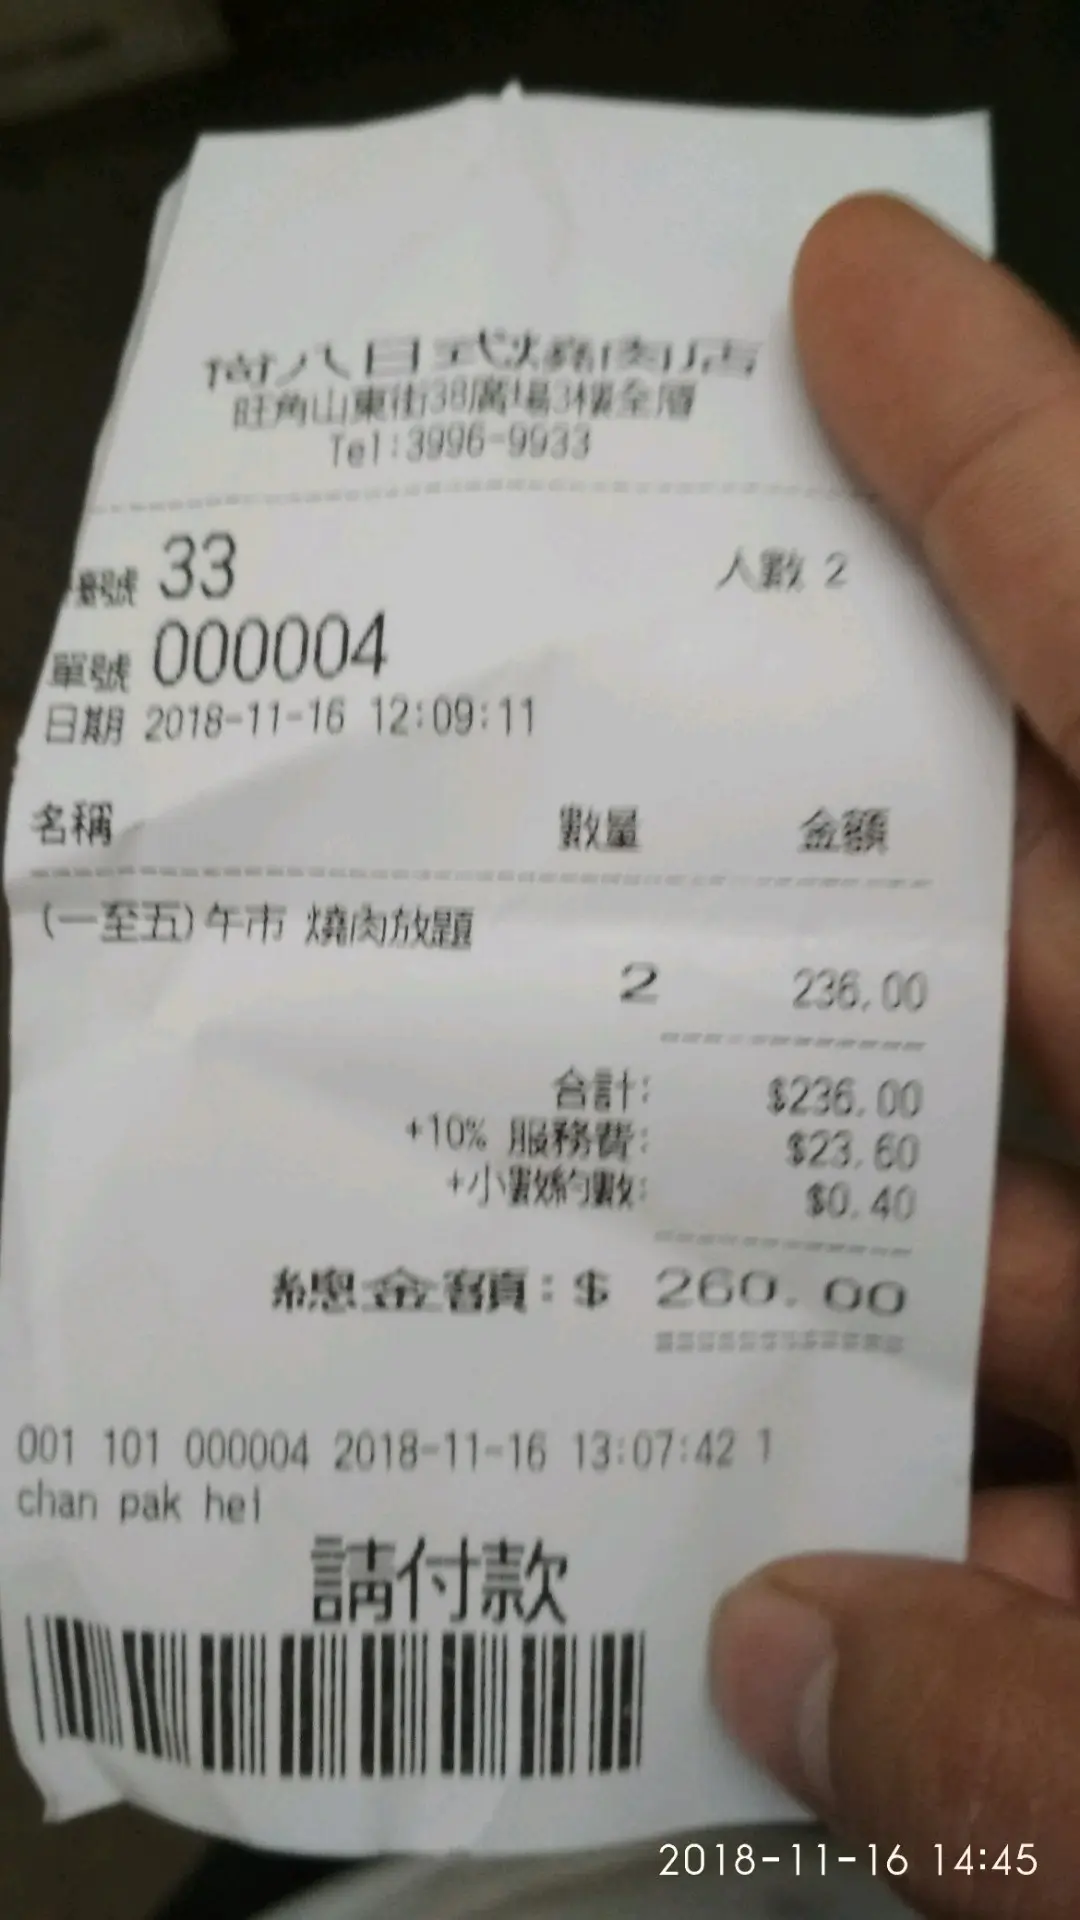 尚八日式燒肉店
旺角山東街38廣場3樓全層
Tel:3996-9933
檯號 33 人數 2
單號 000004
日期 2018-11-16 12:09:11
名稱 數量 金額
(一至五)午市 燒肉放題
2 236.00
合計: $236.00
+10% 服務費: $23.60
+小數約數: $0.40
總金額:$ 260.00
001 101 000004 2018-11-16 13:07:42 1
chan pak hei
請付款
2018-11-16 14:45